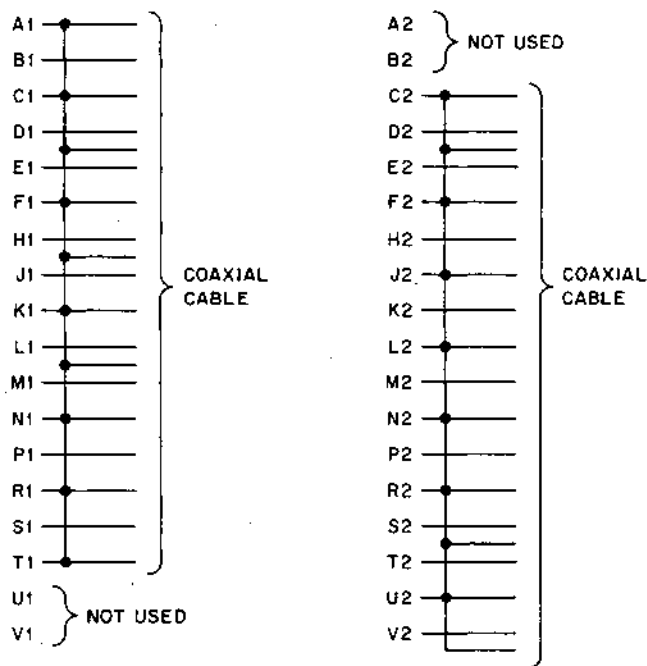 A1
B1
C1
D1
E1
F1
H1
J1
K1
L1
M1
N1
P1
R1
S1
T1
COAXIAL
CABLE
U1
V1
NOT USED
A2
B2
NOT USED
C2
D2
E2
F2
H2
J2
K2
L2
M2
N2
P2
R2
S2
T2
U2
V2
COAXIAL
CABLE